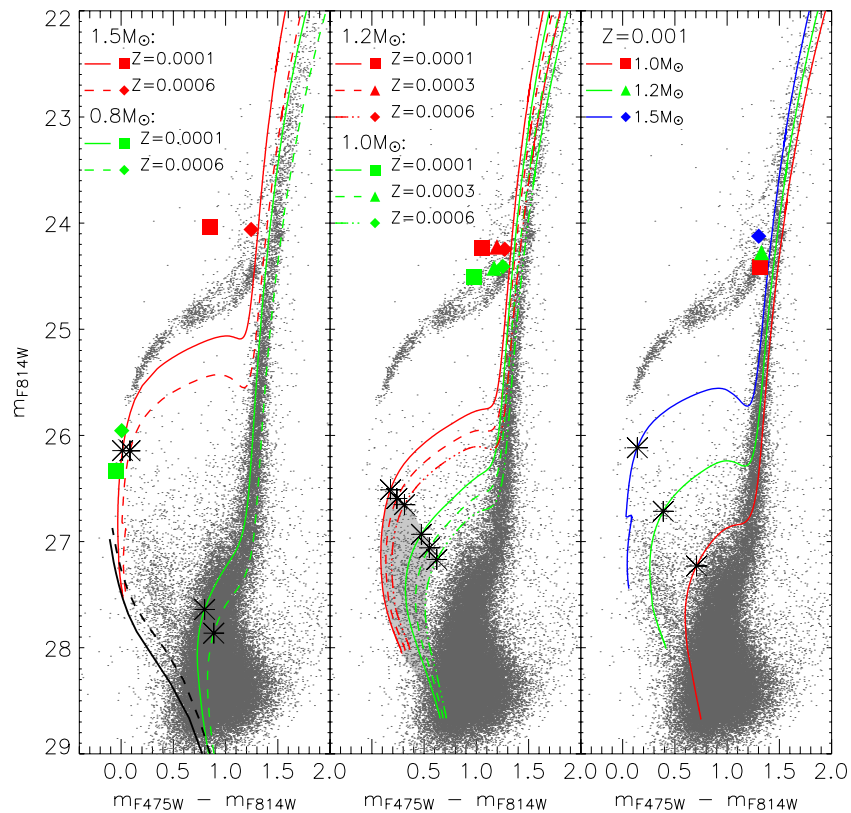 1.5M☉:
Z=0.0001
Z=0.0006
0.8M☉:
Z=0.0001
Z=0.0006
1.2M☉:
Z=0.0001
Z=0.0003
Z=0.0006
1.0M☉:
Z=0.0001
Z=0.0003
Z=0.0006
Z=0.001
1.0M☉
1.2M☉
1.5M☉
22
23
24
25
26
27
28
29
mF814W
0.0 0.5 1.0 1.5 2.0
0.5 1.0 1.5 2.0
0.0 0.5 1.0 1.5 2.0
mF475W − mF814W
mF475W − mF814W
mF475W − mF814W